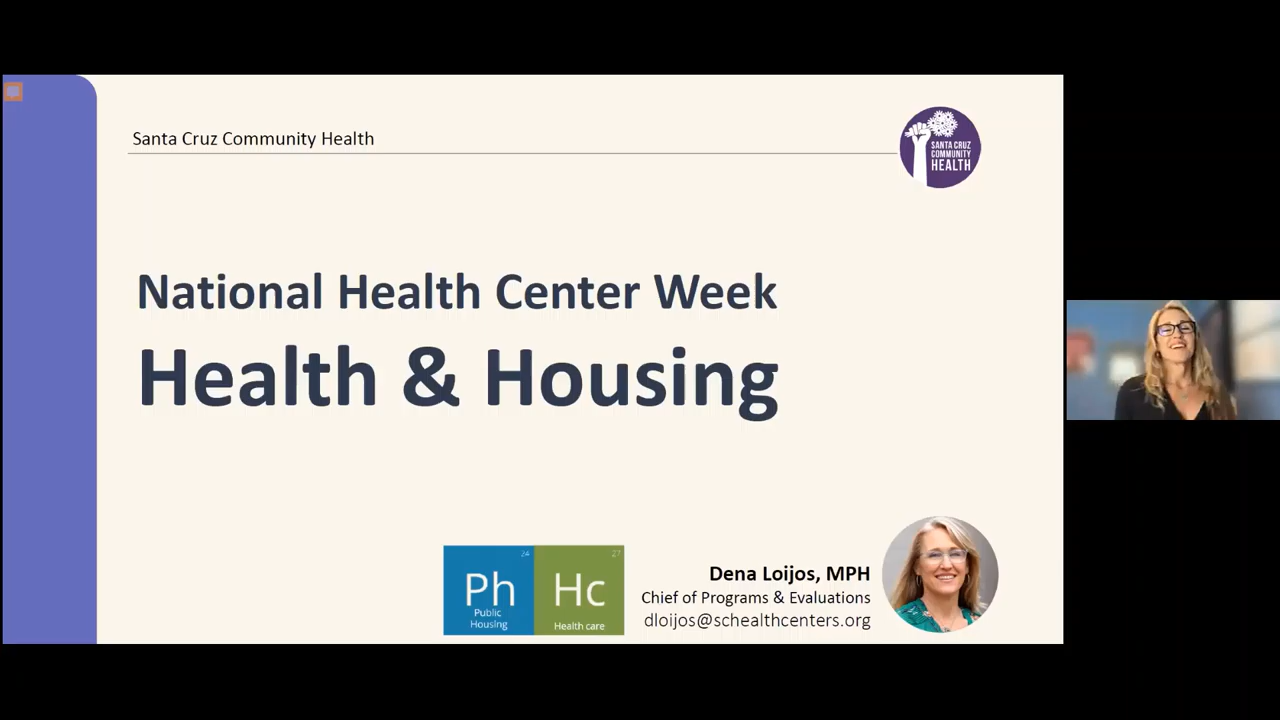 Santa Cruz Community Health
SANTA CRUZ
COMMUNITY
HEALTH
National Health Center Week
Health & Housing
24
Ph
Public
Housing
27
Hc
Health care
Dena Loijos, MPH
Chief of Programs & Evaluations
dloijos@schealthcenters.org